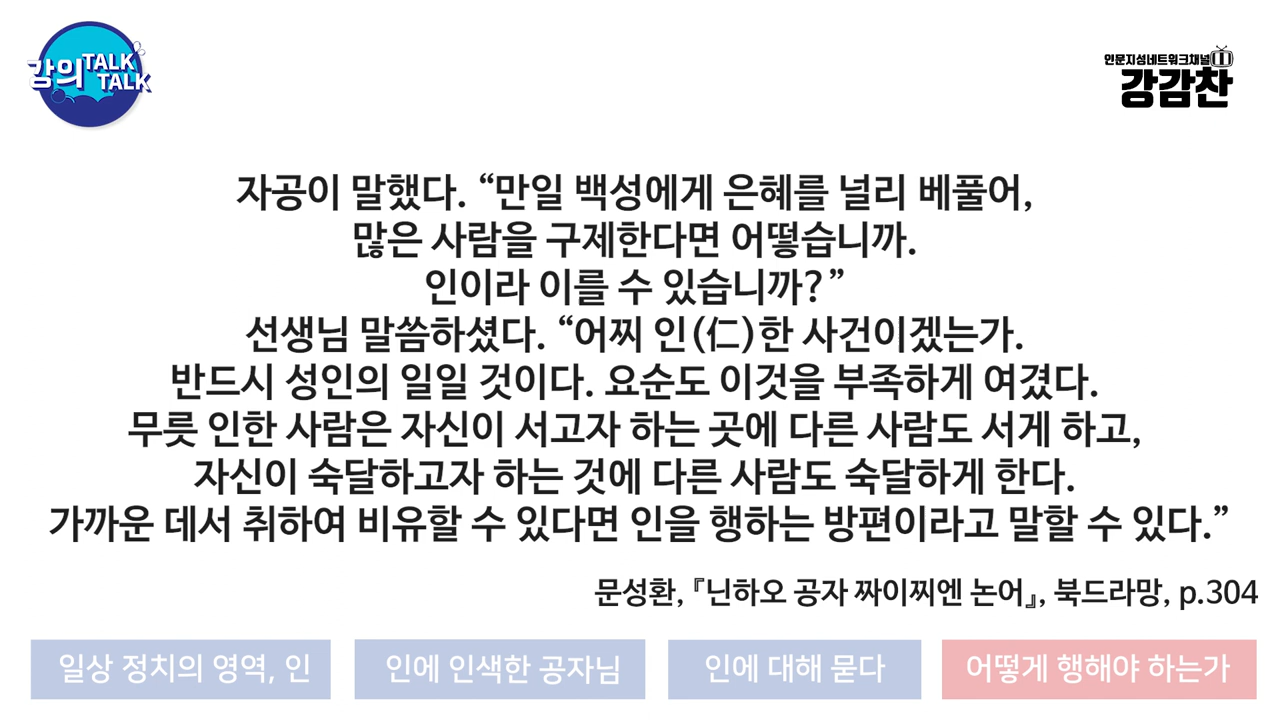 강의 TALK
TALK
인문지성네트워크채널
강감찬
자공이 말했다. “만일 백성에게 은혜를 널리 베풀어,
많은 사람을 구제한다면 어떻습니까.
인이라 이를 수 있습니까?”
선생님 말씀하셨다. “어찌 인(仁)한 사건이겠는가.
반드시 성인의 일일 것이다. 요순도 이것을 부족하게 여겼다.
무릇 인한 사람은 자신이 서고자 하는 곳에 다른 사람도 서게 하고,
자신이 숙달하고자 하는 것에 다른 사람도 숙달하게 한다.
가까운 데서 취하여 비유할 수 있다면 인을 행하는 방편이라고 말할 수 있다.”
문성환, 『닌하오 공자 짜이찌엔 논어』, 북드라망, p.304
일상 정치의 영역, 인
인에 인색한 공자님
인에 대해 묻다
어떻게 행해야 하는가